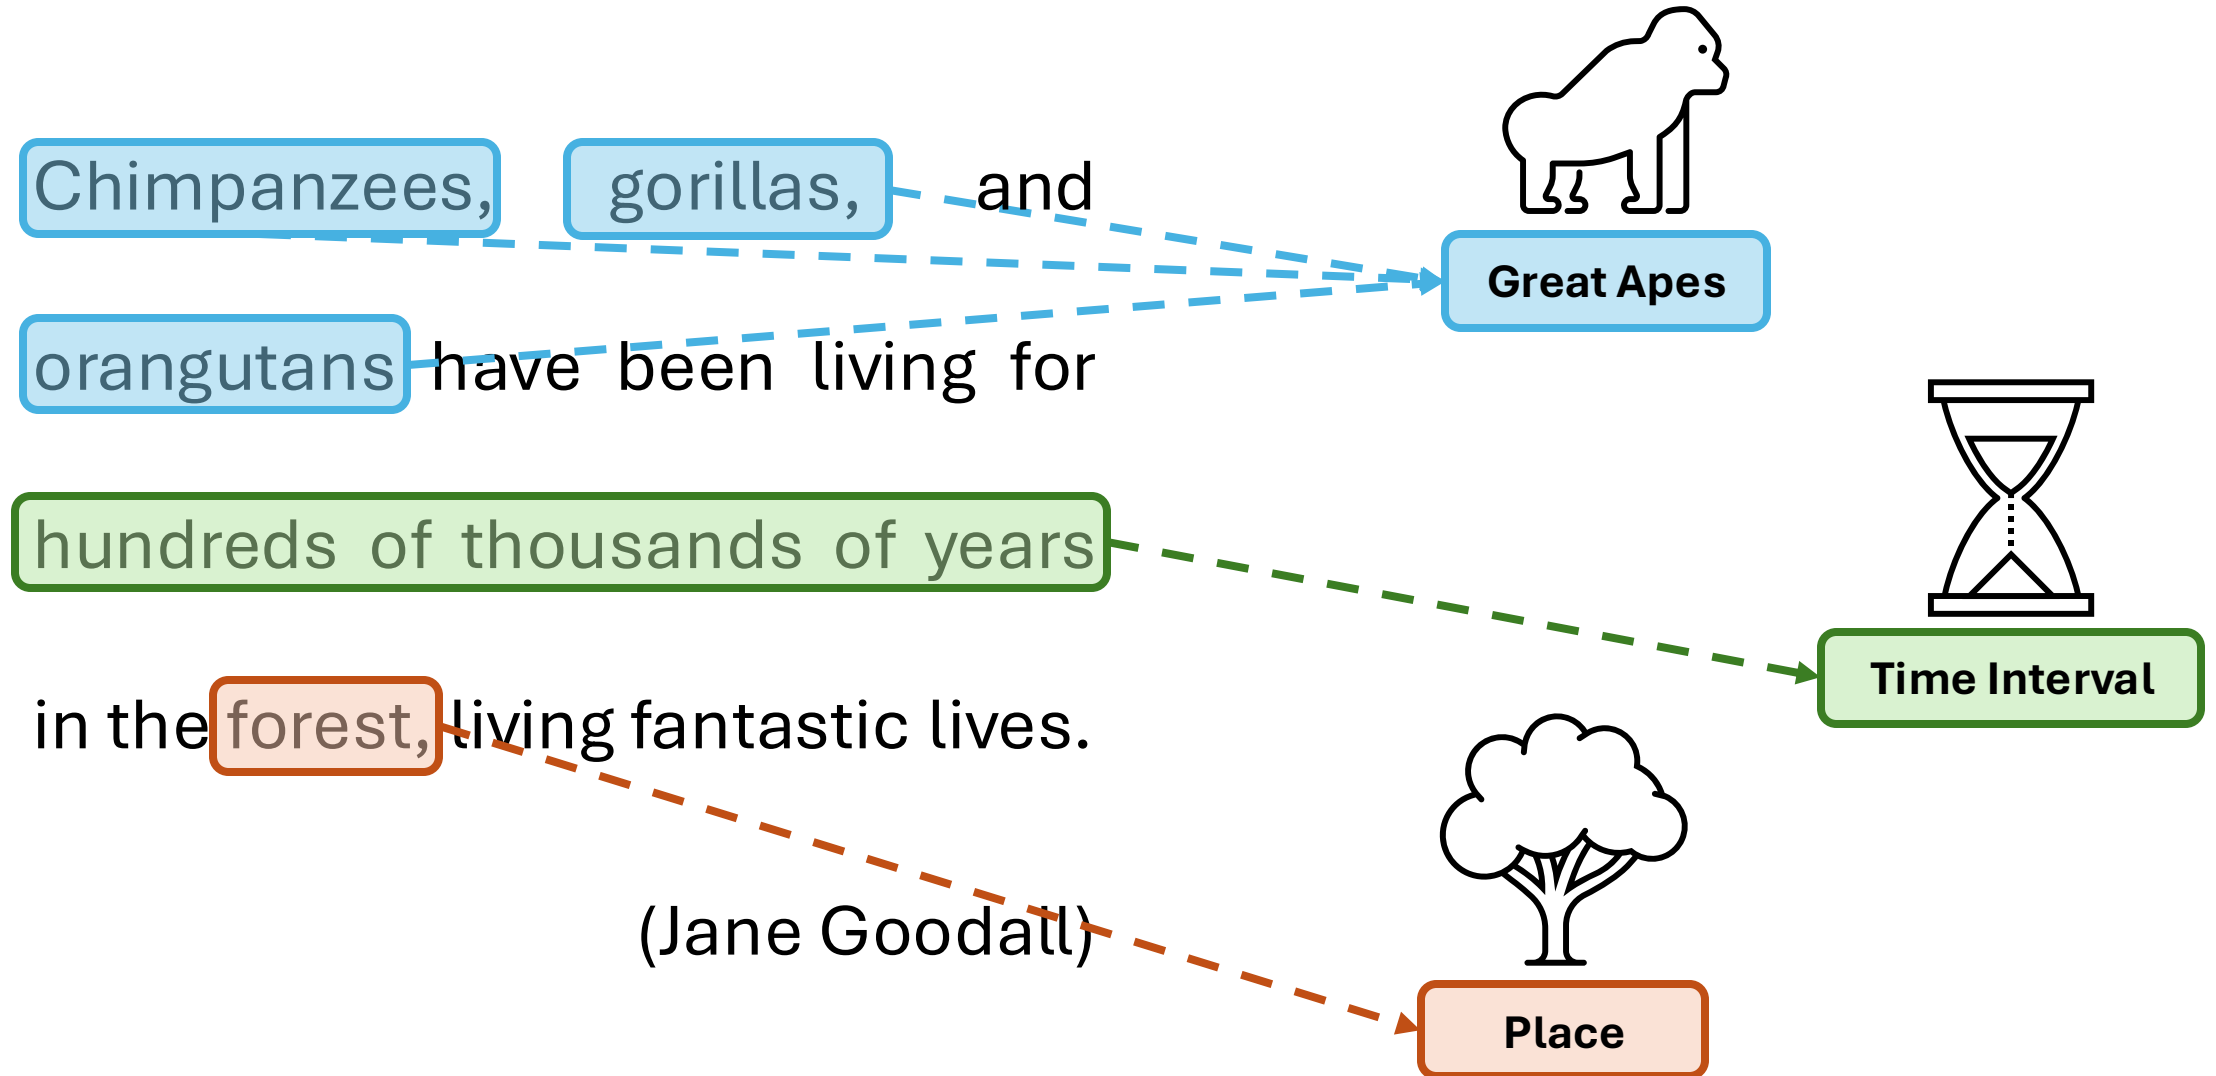 Chimpanzees, gorillas, and
orangutans have been living for
hundreds of thousands of years
in the forest, living fantastic lives.
(Jane Goodall)
Great Apes
Time Interval
Place